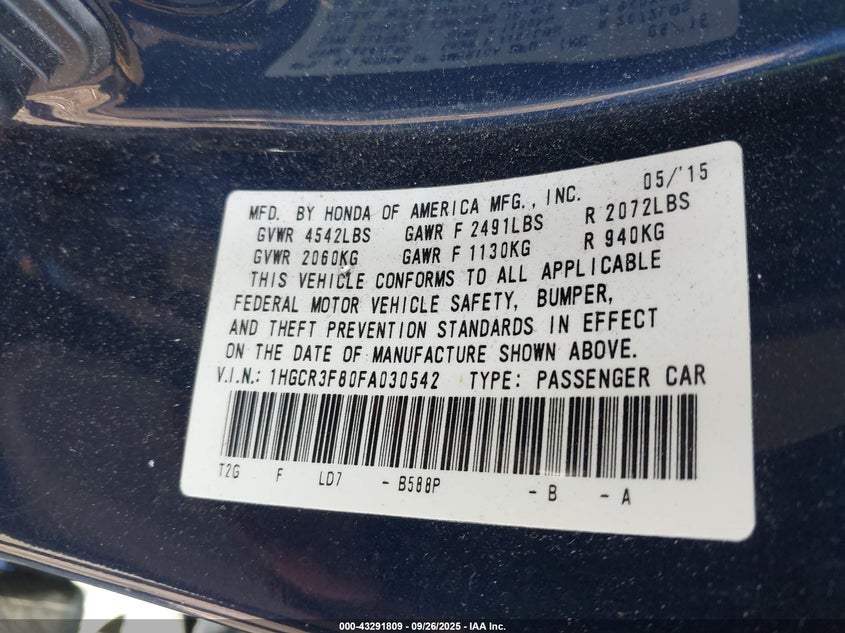 MFD. BY HONDA OF AMERICA MFG., INC. 05/'15
GVWR 4542LBS GAWR F 2491LBS R 2072LBS
GVWR 2060KG GAWR F 1130KG R 940KG
THIS VEHICLE CONFORMS TO ALL APPLICABLE
FEDERAL MOTOR VEHICLE SAFETY, BUMPER,
AND THEFT PREVENTION STANDARDS IN EFFECT
ON THE DATE OF MANUFACTURE SHOWN ABOVE.
V.I.N.: 1HGCR3F80FA030542 TYPE: PASSENGER CAR
T2G F LD7 - B588P - B - A
000-43291809 - 09/26/2025 - IAA Inc.